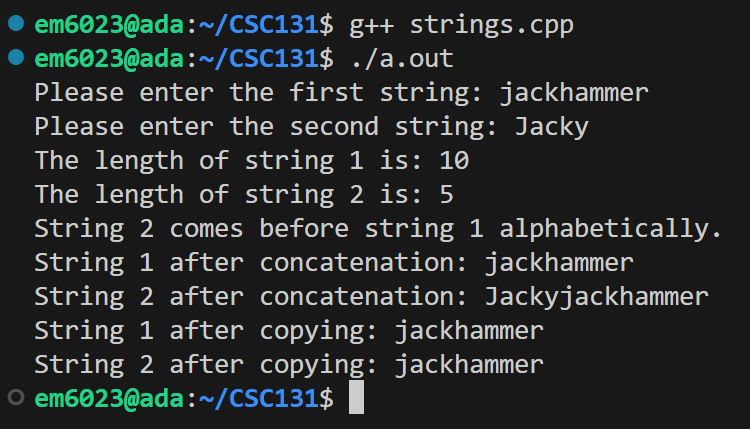 em6023@ada:~/CSC131$ g++ strings.cpp
em6023@ada:~/CSC131$ ./a.out
Please enter the first string: jackhammer
Please enter the second string: Jacky
The length of string 1 is: 10
The length of string 2 is: 5
String 2 comes before string 1 alphabetically.
String 1 after concatenation: jackhammer
String 2 after concatenation: Jackyjackhammer
String 1 after copying: jackhammer
String 2 after copying: jackhammer
em6023@ada:~/CSC131$